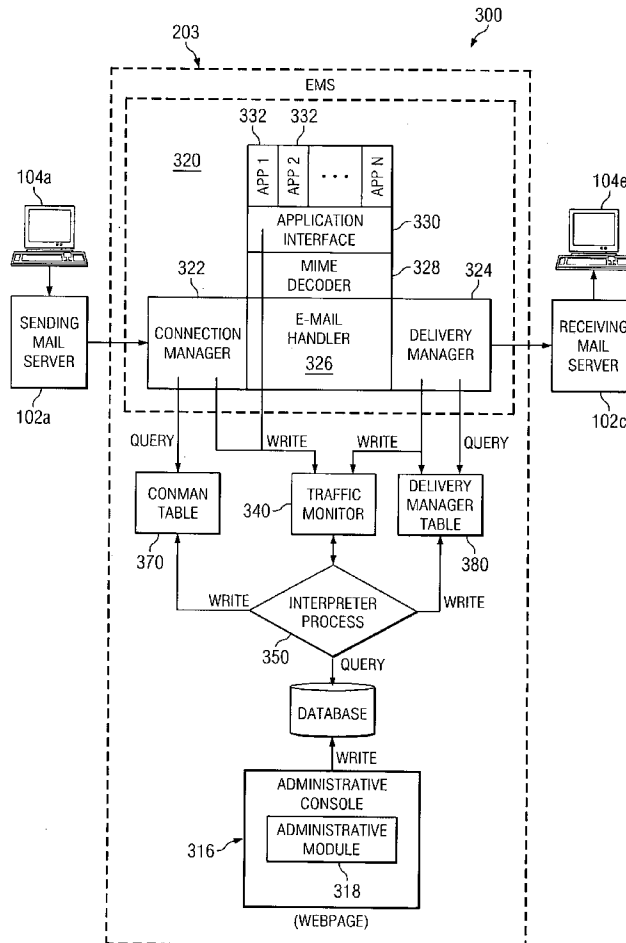 300
203
EMS
332
332
320
APP 1
APP 2
...
APP N
104a
104e
APPLICATION
INTERFACE
330
322
MIME
DECODER
328
324
SENDING
MAIL
SERVER
CONNECTION
MANAGER
E-MAIL
HANDLER
326
DELIVERY
MANAGER
RECEIVING
MAIL
SERVER
102a
102c
QUERY
WRITE
WRITE
QUERY
CONMAN
TABLE
340
TRAFFIC
MONITOR
DELIVERY
MANAGER
TABLE
370
380
WRITE
INTERPRETER
PROCESS
WRITE
350
QUERY
DATABASE
WRITE
ADMINISTRATIVE
CONSOLE
316
ADMINISTRATIVE
MODULE
318
(WEBPAGE)